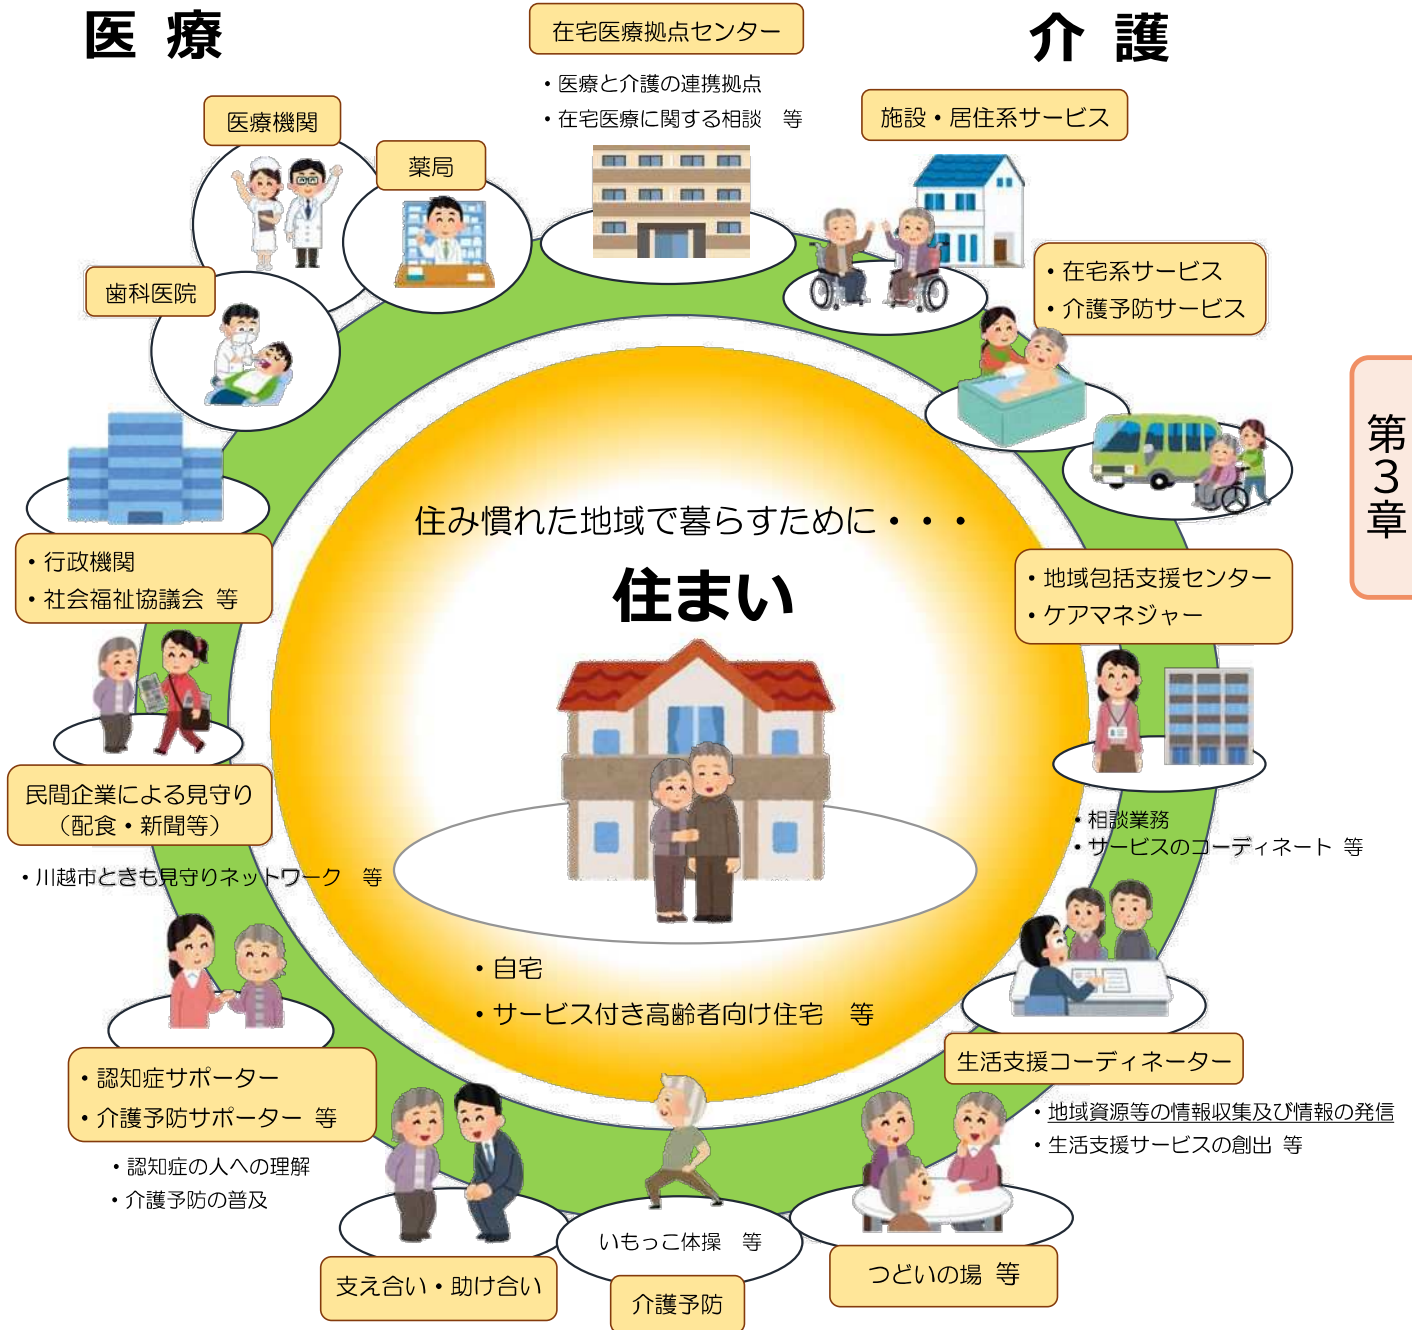 医療
介護
在宅医療拠点センター
・医療と介護の連携拠点
・在宅医療に関する相談　等
医療機関
薬局
歯科医院
施設・居住系サービス
・在宅系サービス
・介護予防サービス
第3章
・行政機関
・社会福祉協議会 等
住み慣れた地域で暮らすために・・・
住まい
・地域包括支援センター
・ケアマネジャー
・相談業務
・サービスのコーディネート 等
民間企業による見守り
（配食・新聞等）
・川越市ときも見守りネットワーク　等
・自宅
・サービス付き高齢者向け住宅　等
生活支援コーディネーター
・地域資源等の情報収集及び情報の発信
・生活支援サービスの創出 等
・認知症サポーター
・介護予防サポーター 等
・認知症の人への理解
・介護予防の普及
支え合い・助け合い
いもっこ体操　等
介護予防
つどいの場 等